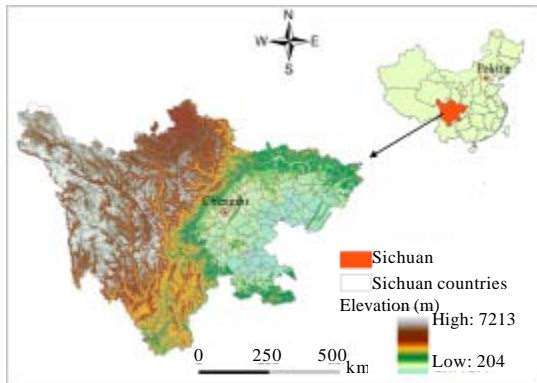 N
W E
S
Peking
Chengdu
Sichuan
Sichuan countries
Elevation (m)
High: 7213
Low: 204
0 250 500
km